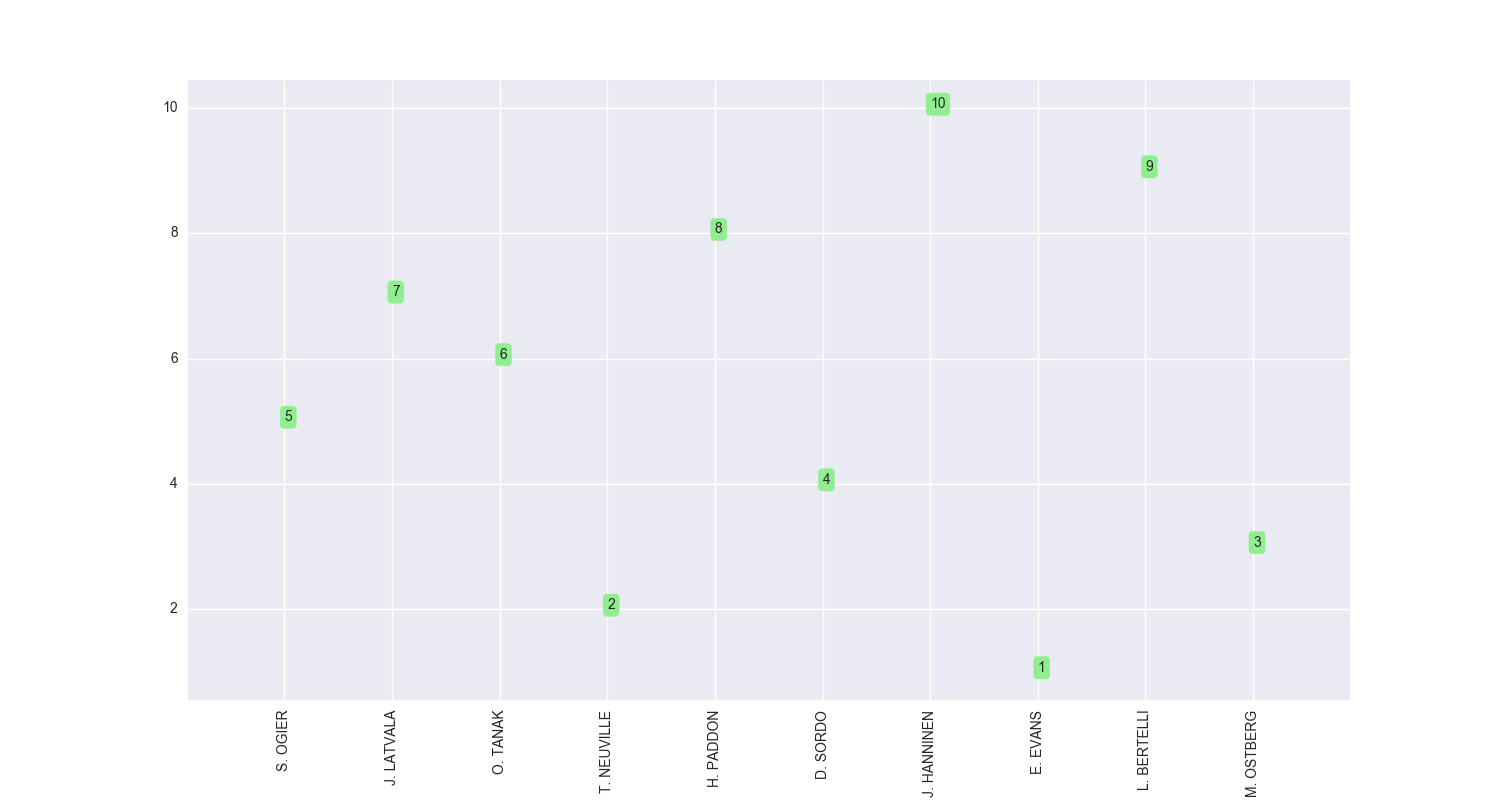 10
8
6
4
2
5
7
6
2
8
4
10
1
9
3
S. OGIER
J. LATVALA
O. TANAK
T. NEUVILLE
H. PADDON
D. SORDO
J. HANNINEN
E. EVANS
L. BERTELLI
M. OSTBERG